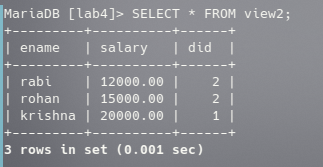 MariaDB [lab4]> SELECT * FROM view2;
+---------+----------+------+
| ename   | salary   | did  |
+---------+----------+------+
| rabi    | 12000.00 |    2 |
| rohan   | 15000.00 |    2 |
| krishna | 20000.00 |    1 |
+---------+----------+------+
3 rows in set (0.001 sec)